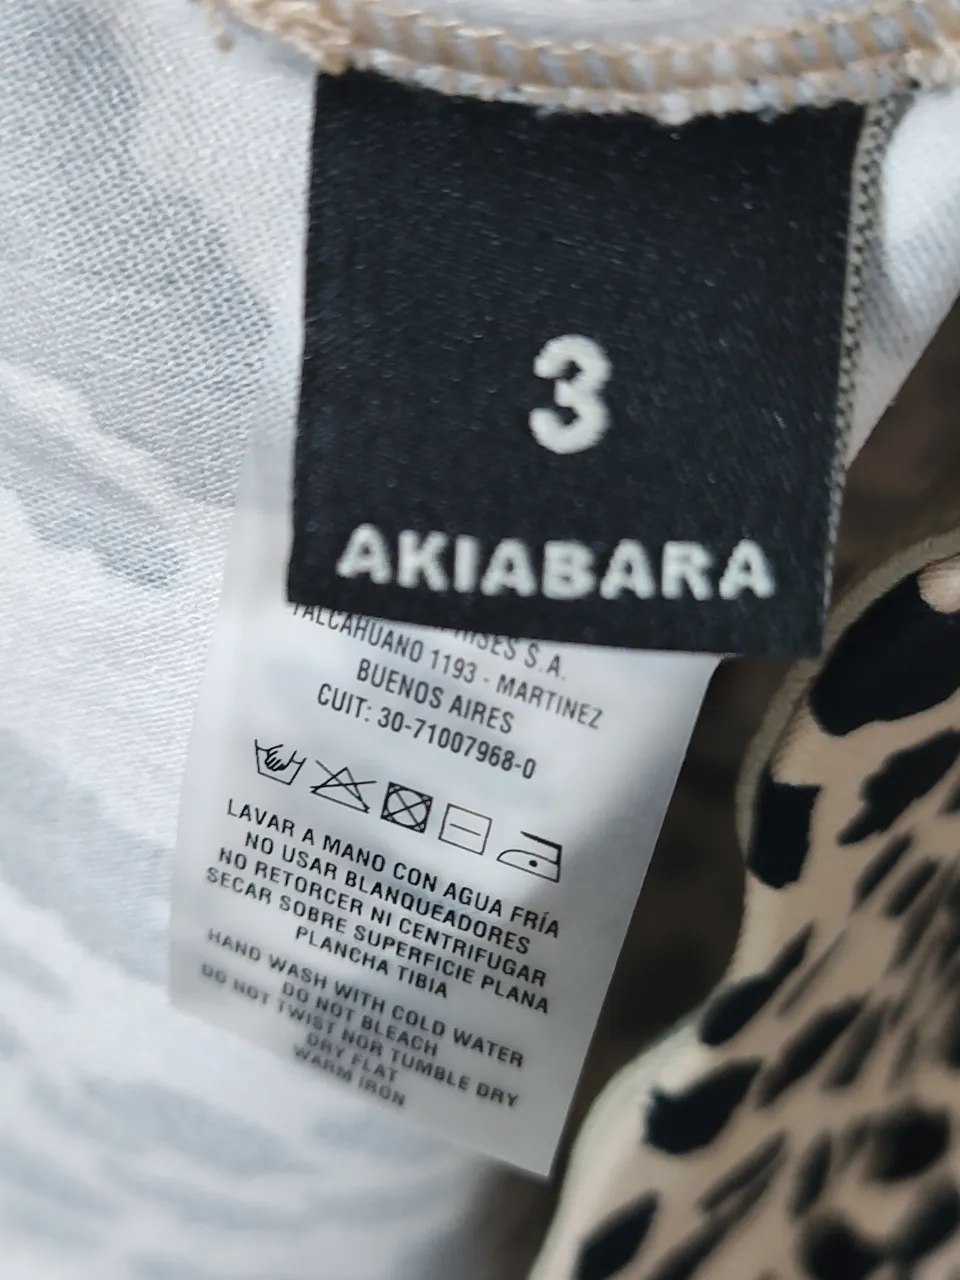 3
AKIABARA
S.A.
TALCAHUANO 1193 - MARTINEZ
BUENOS AIRES
CUIT: 30-71007968-0
LAVAR A MANO CON AGUA FRÍA
NO USAR BLANQUEADORES
NO RETORCER NI CENTRIFUGAR
SECAR SOBRE SUPERFICIE PLANA
PLANCHA TIBIA
HAND WASH WITH COLD WATER
DO NOT BLEACH
DO NOT TWIST NOR TUMBLE DRY
DRY FLAT
WARM IRON